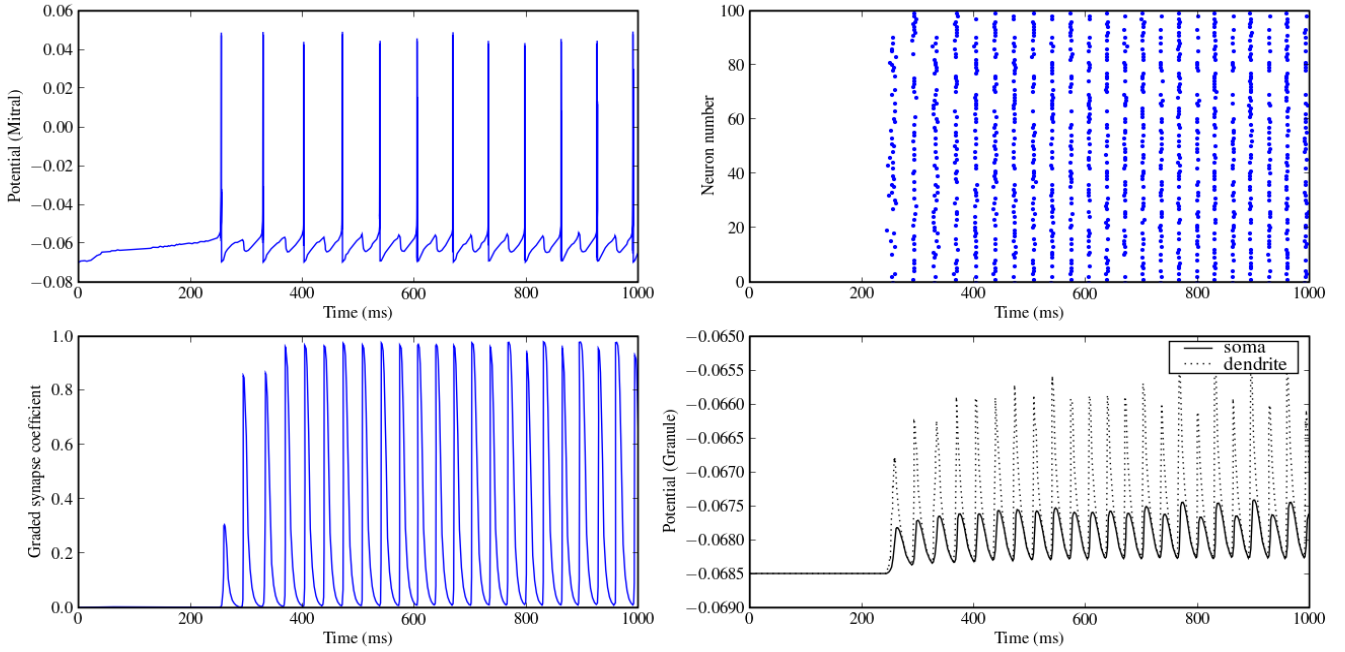 0.06
0.04
0.02
0.00
−0.02
−0.04
−0.06
−0.08
Potential (Mitral)
0 200 400 600 800 1000
Time (ms)
100
80
60
40
20
0
Neuron number
0 200 400 600 800 1000
Time (ms)
1.0
0.8
0.6
0.4
0.2
0.0
Graded synapse coefficient
0 200 400 600 800 1000
Time (ms)
−0.0650
−0.0655
−0.0660
−0.0665
−0.0670
−0.0675
−0.0680
−0.0685
−0.0690
Potential (Granule)
soma
dendrite
0 200 400 600 800 1000
Time (ms)